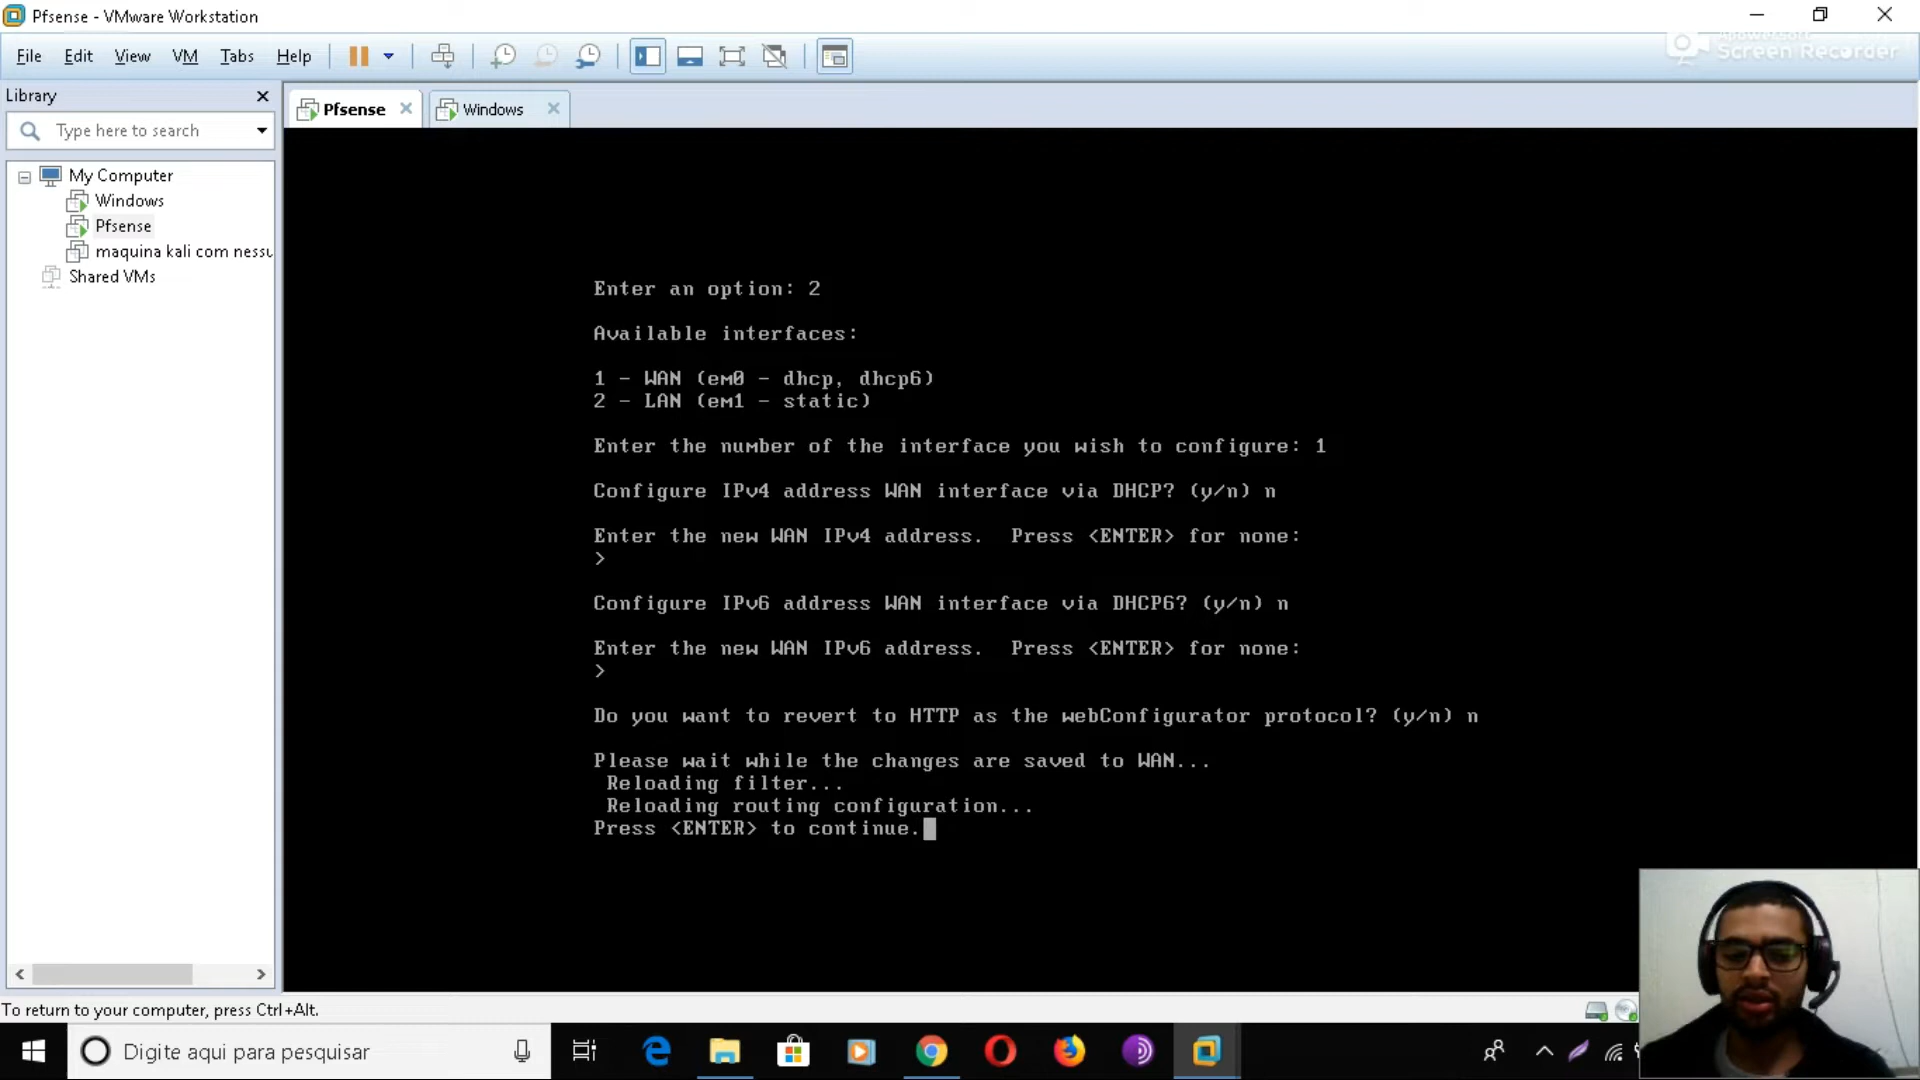 Pfsense - VMware Workstation
Screen Recorder
File Edit View VM Tabs Help
Library
Type here to search
My Computer
Windows
Pfsense
maquina kali com nessu
Shared VMs
Pfsense
Windows
Enter an option: 2
Available interfaces:
1 - WAN (em0 - dhcp, dhcp6)
2 - LAN (em1 - static)
Enter the number of the interface you wish to configure: 1
Configure IPv4 address WAN interface via DHCP? (y/n) n
Enter the new WAN IPv4 address.  Press <ENTER> for none:
>
Configure IPv6 address WAN interface via DHCP6? (y/n) n
Enter the new WAN IPv6 address.  Press <ENTER> for none:
>
Do you want to revert to HTTP as the webConfigurator protocol? (y/n) n
Please wait while the changes are saved to WAN...
Reloading filter...
Reloading routing configuration...
Press <ENTER> to continue.
To return to your computer, press Ctrl+Alt.
Digite aqui para pesquisar